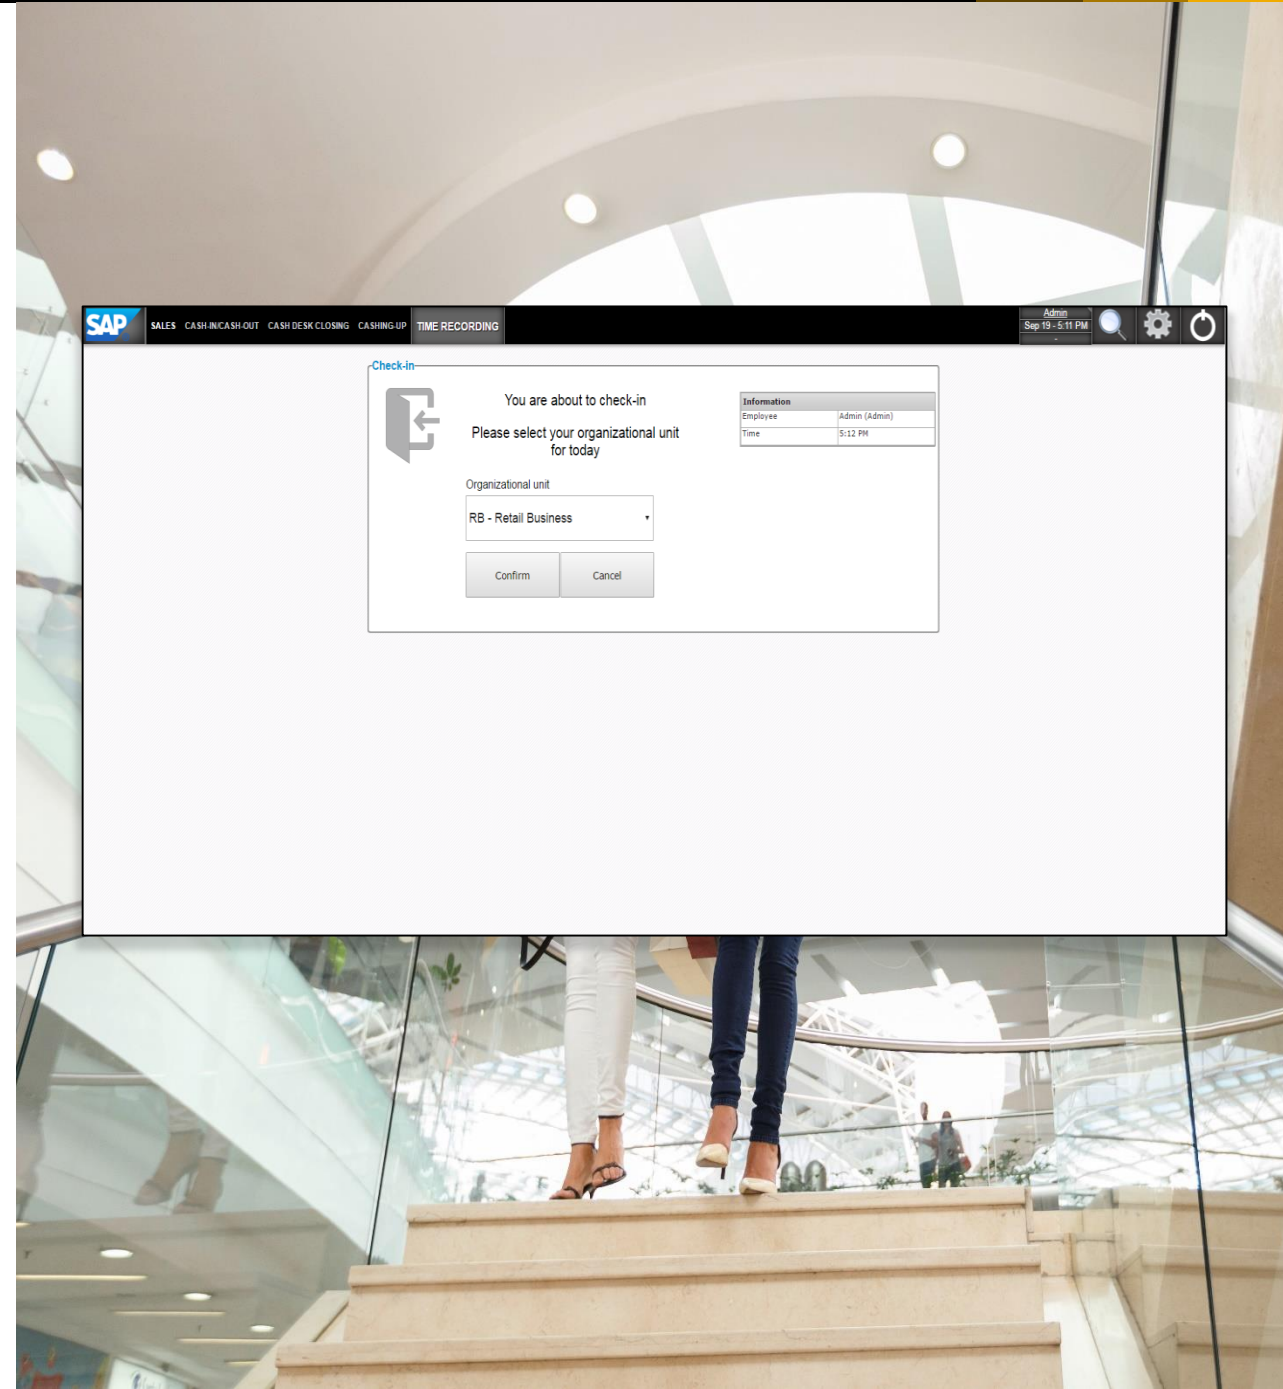 SAP
SALES CASH-IN/CASH-OUT CASH DESK CLOSING CASHING-UP TIME RECORDING
Admin
Sep 19 - 5:11 PM
-
Check-in
You are about to check-in
Please select your organizational unit
for today
Information
Employee Admin (Admin)
Time 5:12 PM
Organizational unit
RB - Retail Business
Confirm Cancel